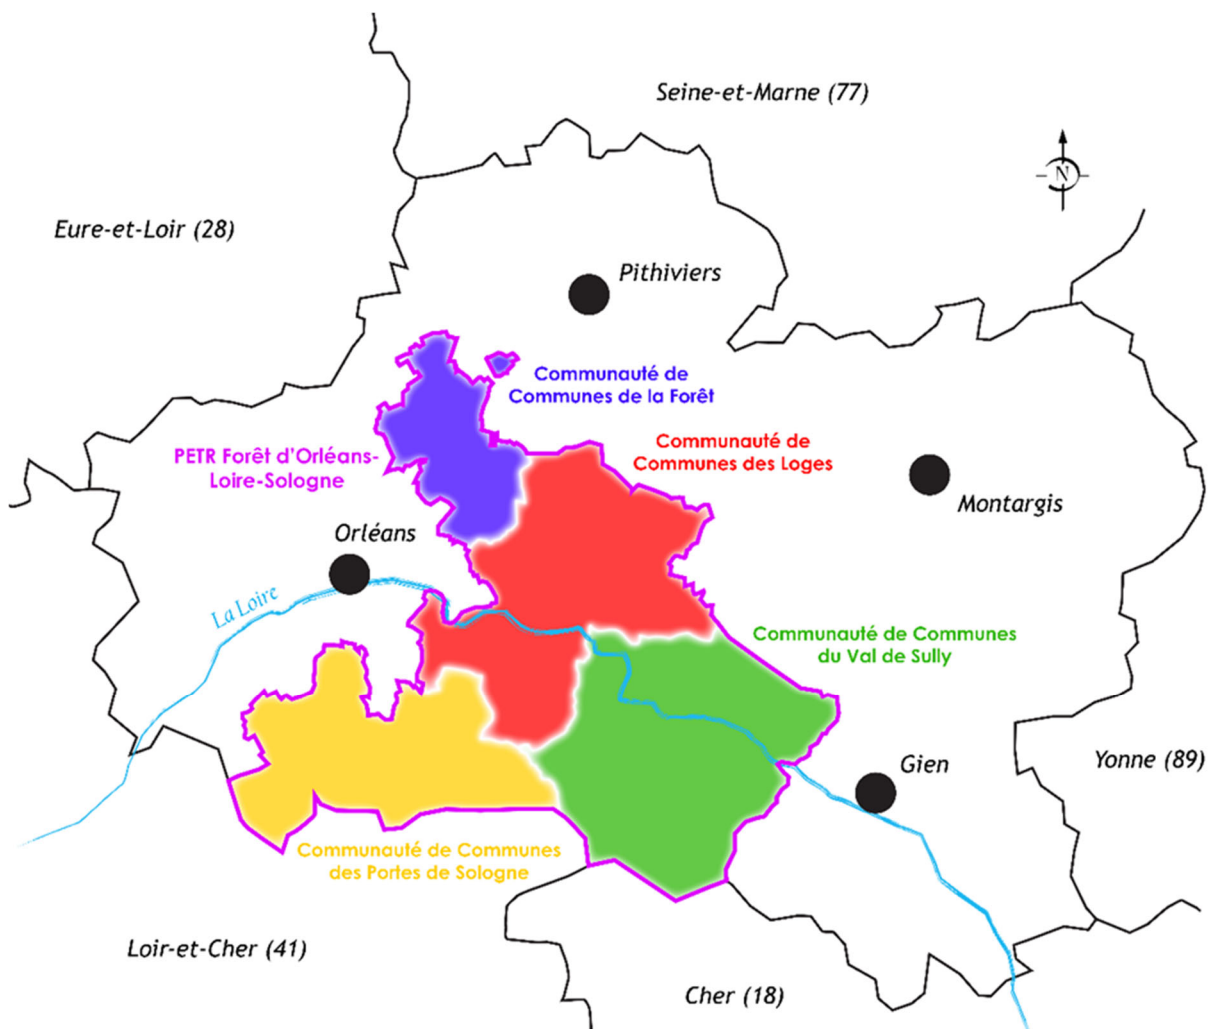 Seine-et-Marne (77)
N
Eure-et-Loir (28)
Pithiviers
Communauté de
Communes de la Forêt
Communauté de
Communes des Loges
PETR Forêt d'Orléans-
Loire-Sologne
Montargis
Orléans
La Loire
Communauté de Communes
du Val de Sully
Gien
Yonne (89)
Communauté de Communes
des Portes de Sologne
Loir-et-Cher (41)
Cher (18)